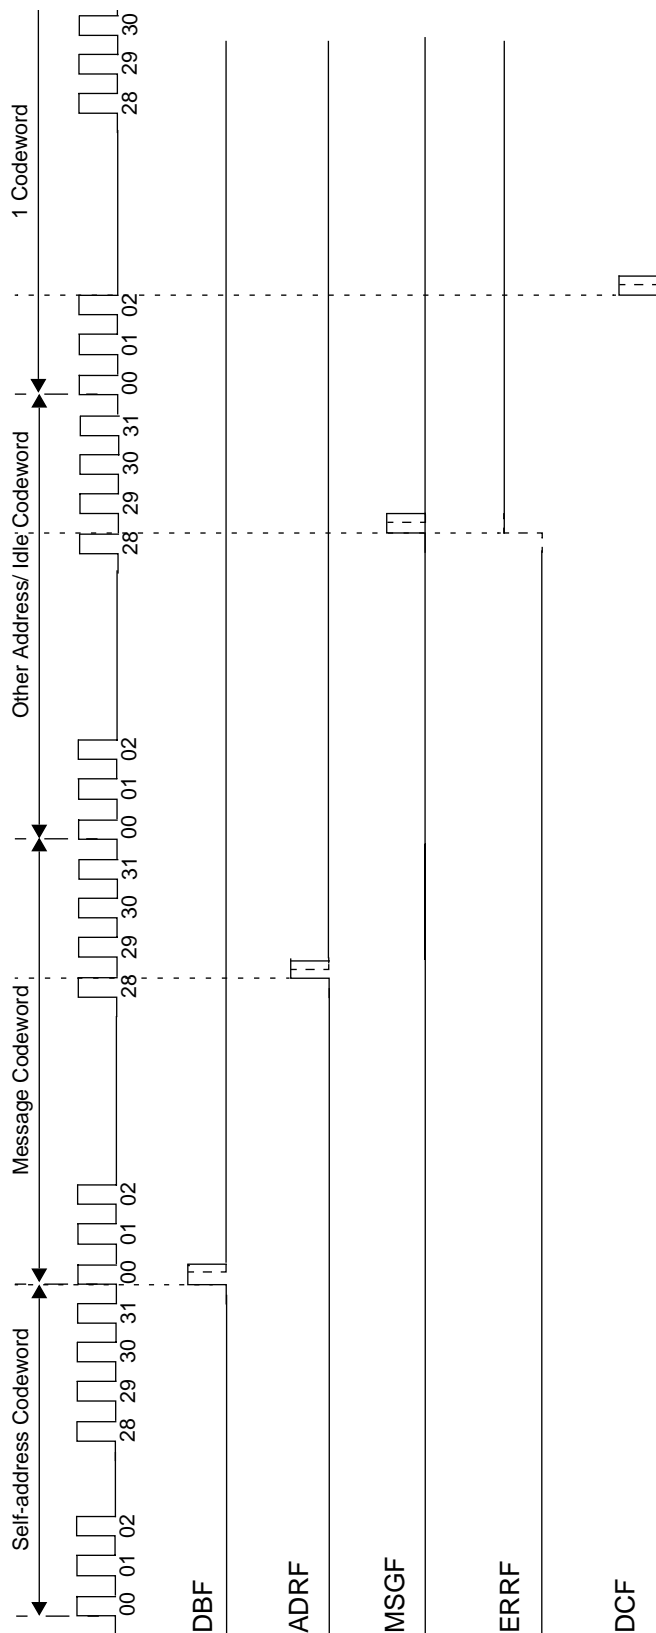 Self-address Codeword Message Codeword Other Address/ Idle Codeword 1 Codeword
00 01 02 28 29 30 31 00 01 02 28 29 30 31 00 01 02 28 29 30 31 00 01 02 28 29 30
DBF
ADRF
MSGF
ERRF
DCF